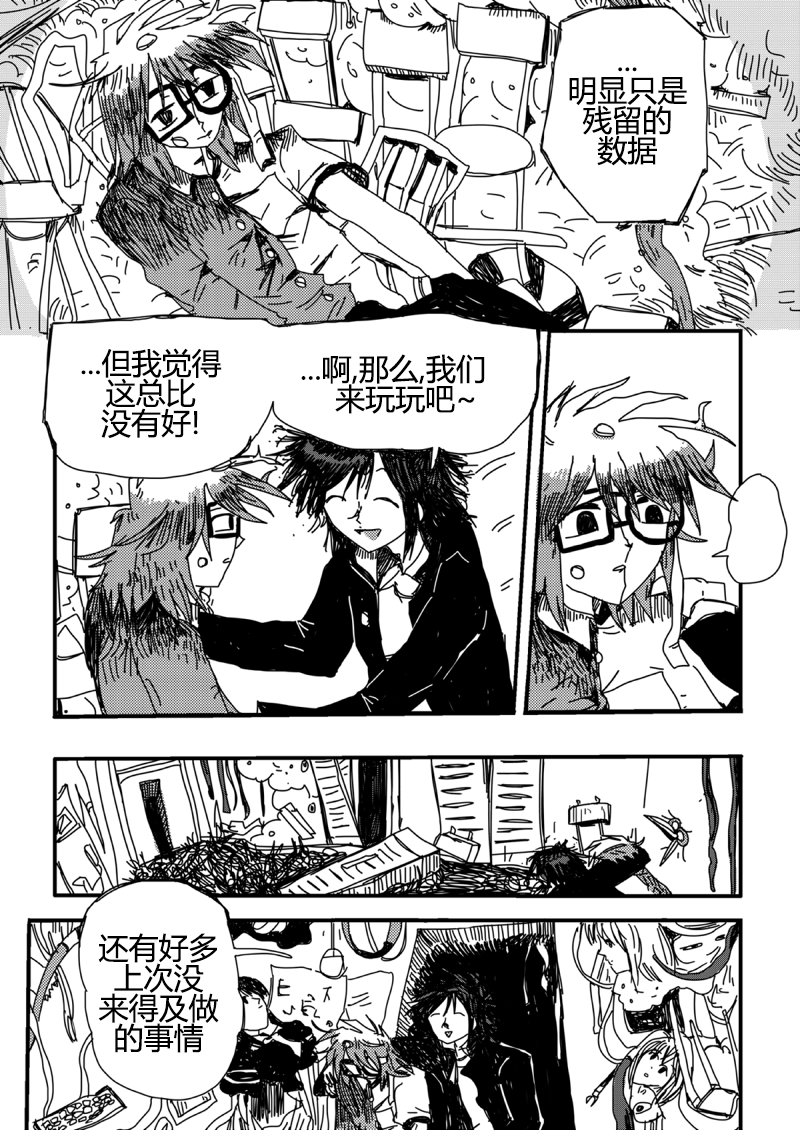 ...
明显只是
残留的
数据
...但我觉得
这总比
没有好!
...啊,那么,我们
来玩玩吧~
还有好多
上次没
来得及做
的事情